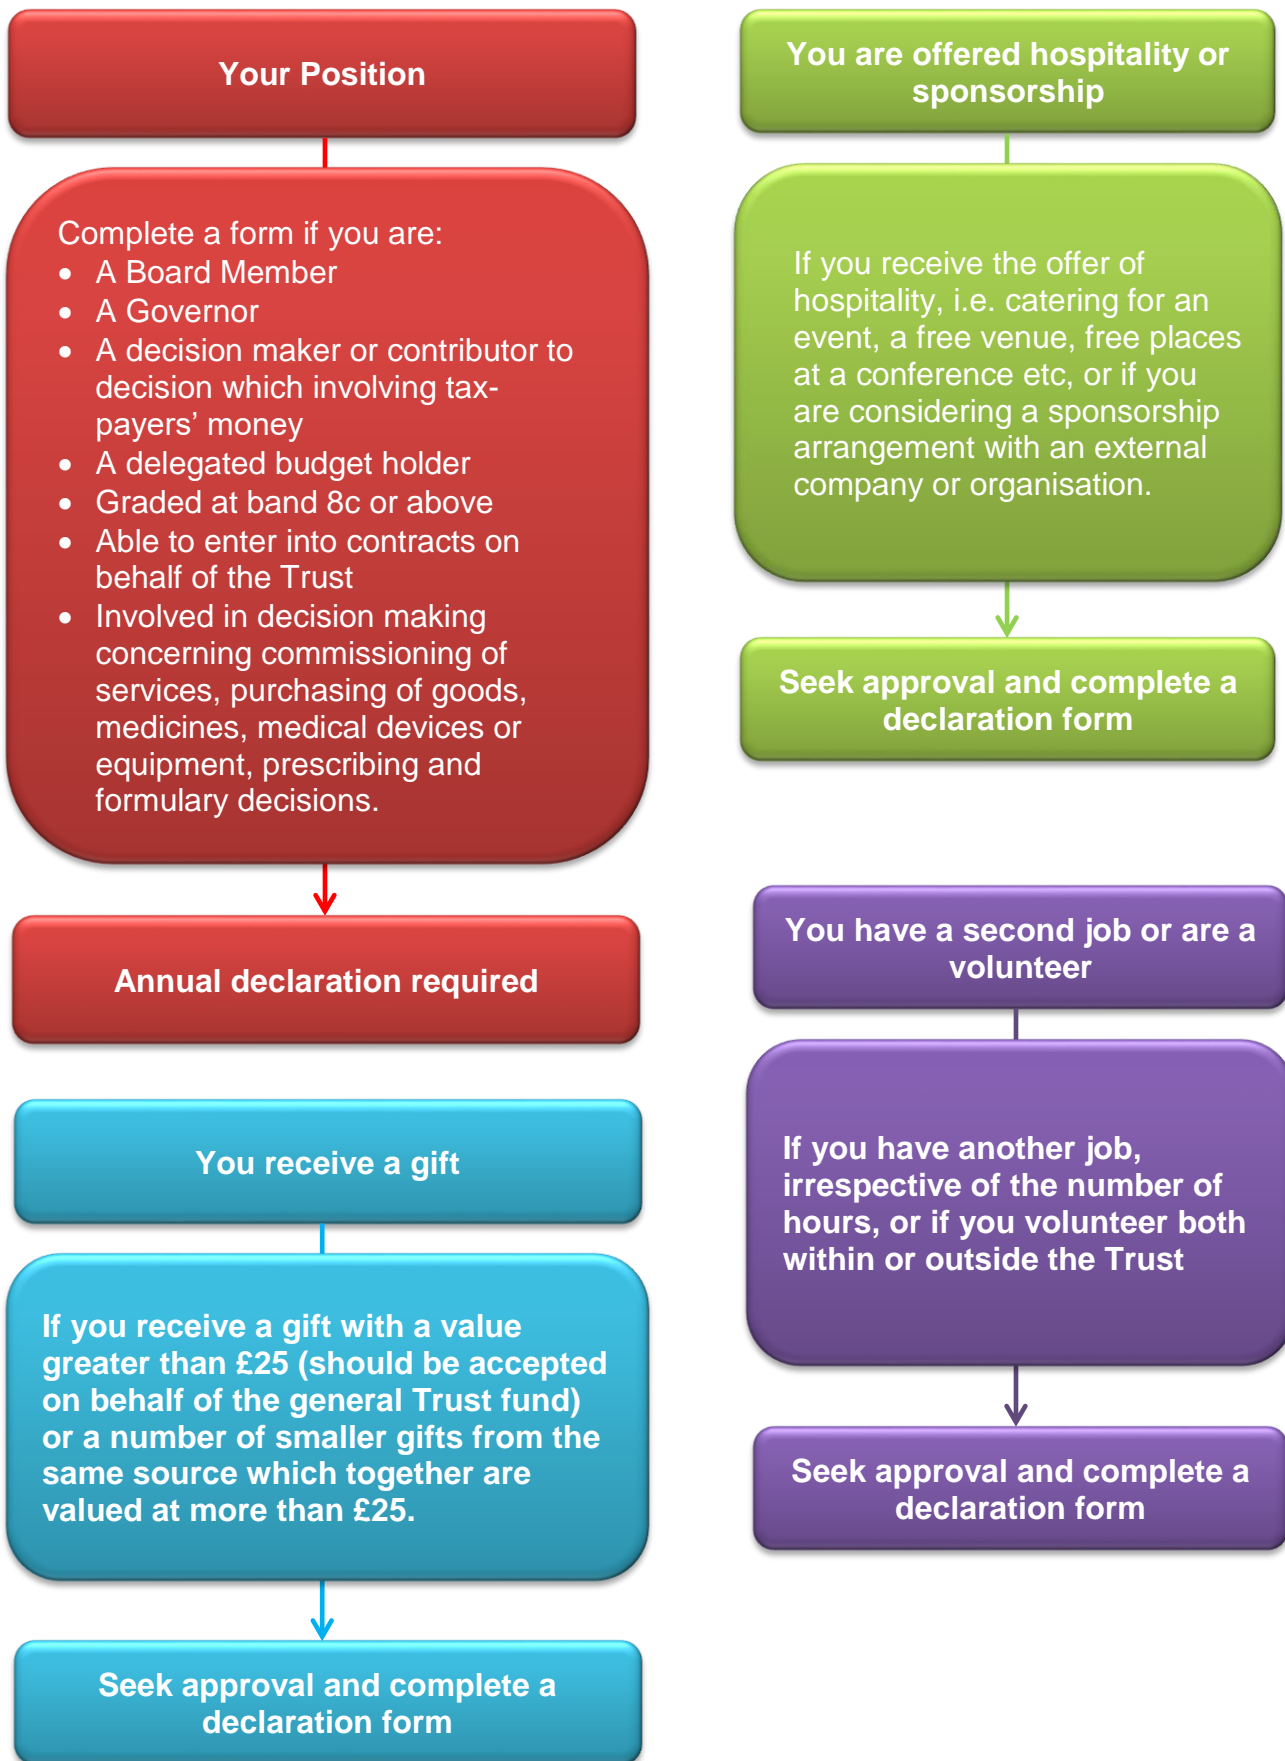 Your Position
Complete a form if you are:
• A Board Member
• A Governor
• A decision maker or contributor to
decision which involving tax-
payers’ money
• A delegated budget holder
• Graded at band 8c or above
• Able to enter into contracts on
behalf of the Trust
• Involved in decision making
concerning commissioning of
services, purchasing of goods,
medicines, medical devices or
equipment, prescribing and
formulary decisions.
Annual declaration required
You receive a gift
If you receive a gift with a value
greater than £25 (should be accepted
on behalf of the general Trust fund)
or a number of smaller gifts from the
same source which together are
valued at more than £25.
Seek approval and complete a
declaration form
You are offered hospitality or
sponsorship
If you receive the offer of
hospitality, i.e. catering for an
event, a free venue, free places
at a conference etc, or if you
are considering a sponsorship
arrangement with an external
company or organisation.
Seek approval and complete a
declaration form
You have a second job or are a
volunteer
If you have another job,
irrespective of the number of
hours, or if you volunteer both
within or outside the Trust
Seek approval and complete a
declaration form